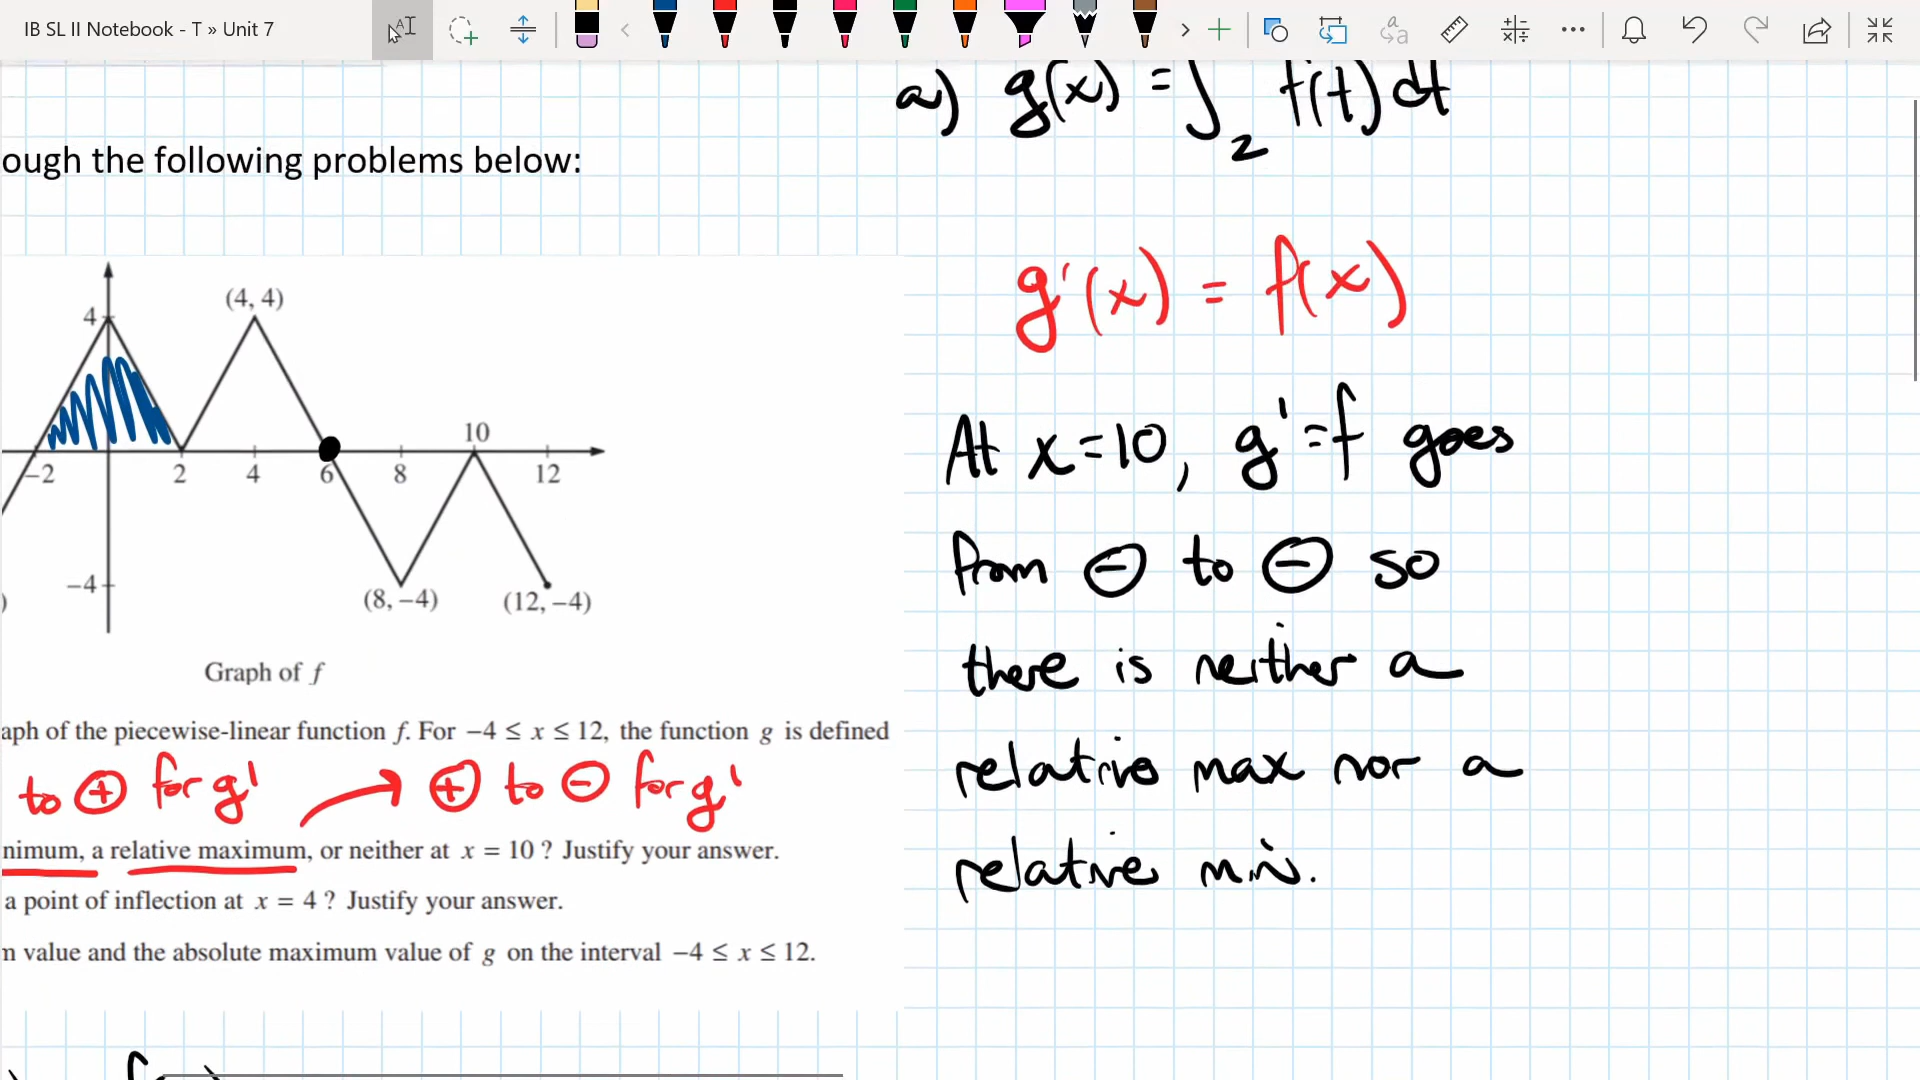 IB SL II Notebook - T » Unit 7
ough the following problems below:
4
(4, 4)
10
-2
2
4
6
8
12
-4
(8, -4)
(12, -4)
)
Graph of f
aph of the piecewise-linear function f. For -4 ≤ x ≤ 12, the function g is defined
to ⊕ for g'
⊕ to ⊖ for g'
nimum, a relative maximum, or neither at x = 10 ? Justify your answer.
a point of inflection at x = 4 ? Justify your answer.
n value and the absolute maximum value of g on the interval -4 ≤ x ≤ 12.
a) g(x) = ∫₂ f(t) dt
g'(x) = f(x)
At x=10, g'=f goes
from ⊖ to ⊖ so
there is neither a
relative max nor a
relative min.